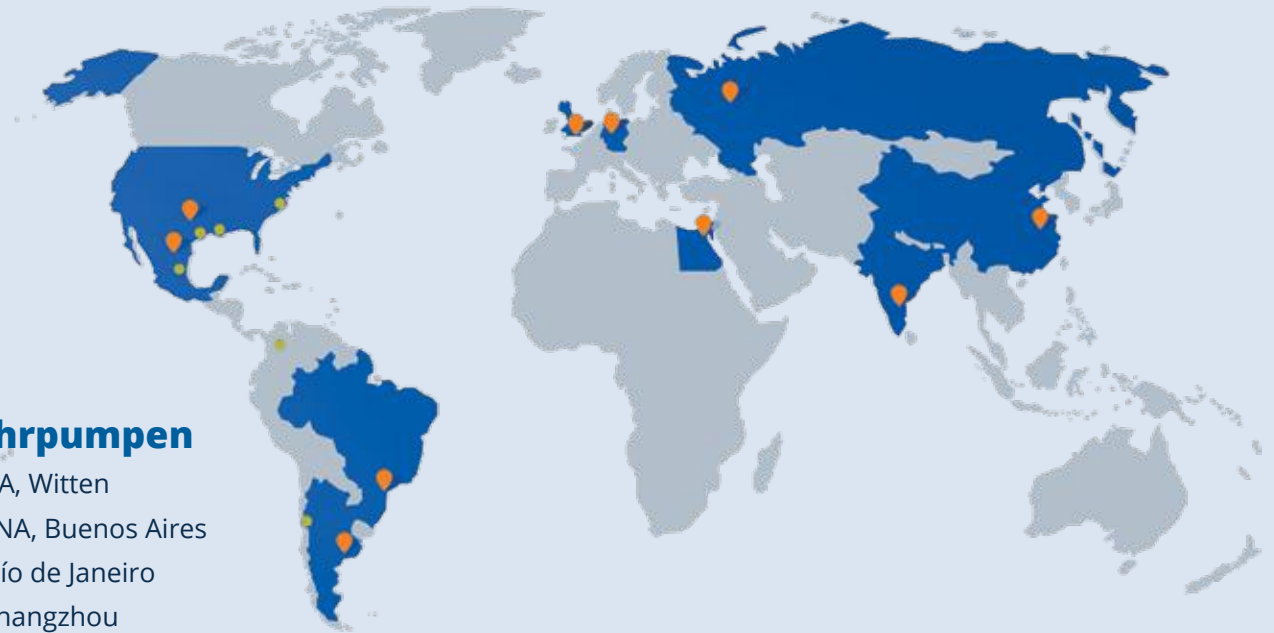 hrpumpen
A, Witten
NA, Buenos Aires
ío de Janeiro
hangzhou